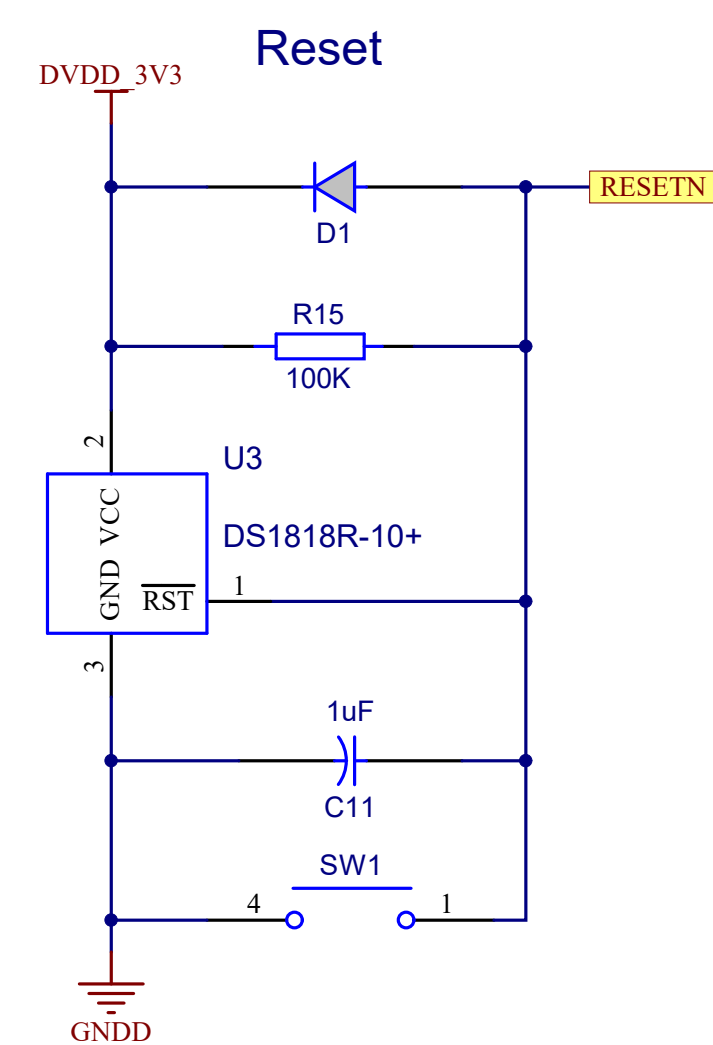 Reset
DVDD_3V3
RESETN
D1
R15
100K
2
U3
VCC
DS1818R-10+
GND
RST
1
3
1uF
C11
SW1
4
1
GNDD